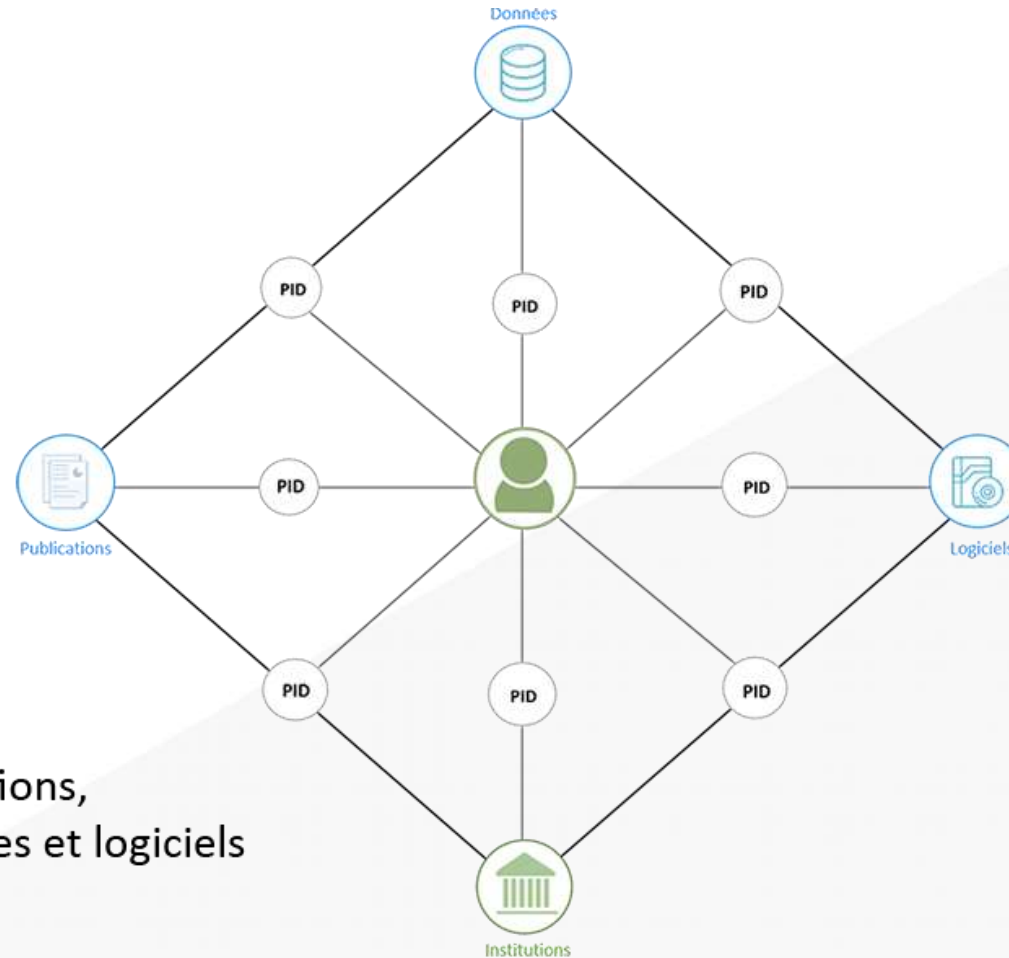 Données
PID
PID
PID
PID
PID
Publications
Logiciels
PID
PID
PID
ions,
es et logiciels
Institutions